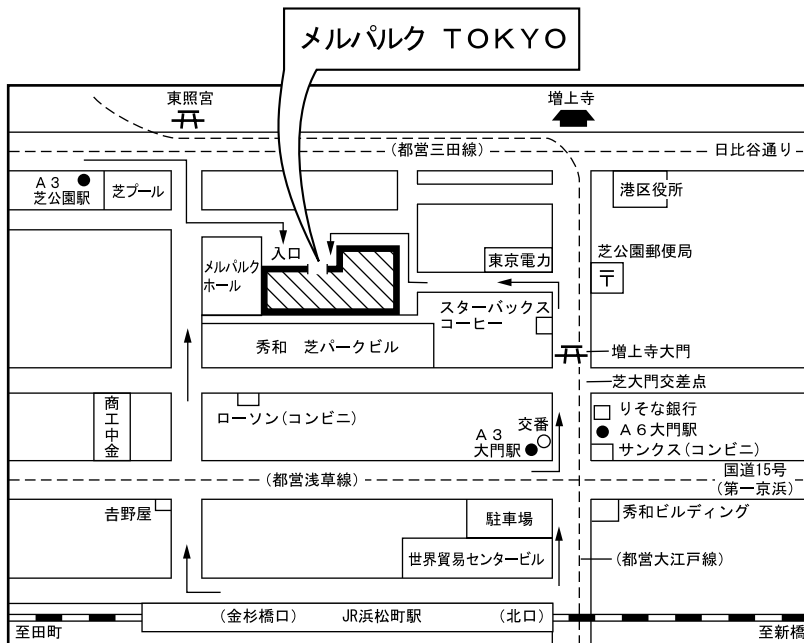 メルパルク TOKYO
東照宮
増上寺
(都営三田線)
日比谷通り
A3
芝公園駅
芝プール
港区役所
入口
メルパルク
ホール
東京電力
芝公園郵便局
〒
スターバックス
コーヒー
秀和 芝パークビル
増上寺大門
芝大門交差点
商工中金
ローソン(コンビニ)
交番
A3
大門駅
りそな銀行
A6大門駅
サンクス(コンビニ)
(都営浅草線)
国道15号
(第一京浜)
吉野屋
駐車場
秀和ビルディング
世界貿易センタービル
(都営大江戸線)
(金杉橋口)
JR浜松町駅
(北口)
至田町
至新橋